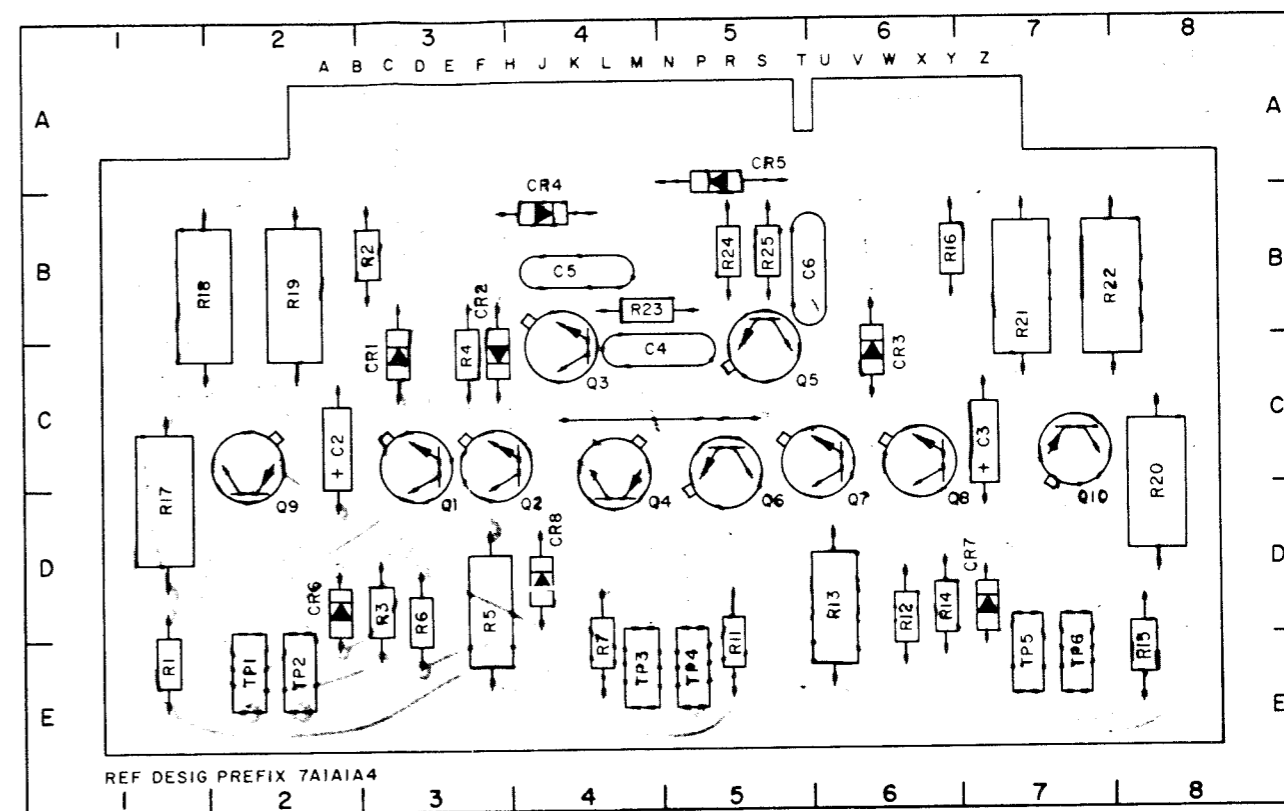 1 2 3 4 5 6 7 8
A B C D E F H J K L M N P R S T U V W X Y Z
A A
CR5
CR4
B B
R18 R19 R2 C5 R24 R25 C6 R16 R21 R22
CR2 R23
CR1 R4 Q3 C4 Q5 CR3
C C
R17 Q9 + C2 Q1 Q2 Q4 Q6 Q7 Q8 + C3 Q10 R20
D D
CR8 CR7
CR6 R3 R6 R5 R13 R12 R14
R1 TP1 TP2 R7 TP3 TP4 R11 TP5 TP6 R15
E E
REF DESIG PREFIX 7A1A1A4
1 2 3 4 5 6 7 8